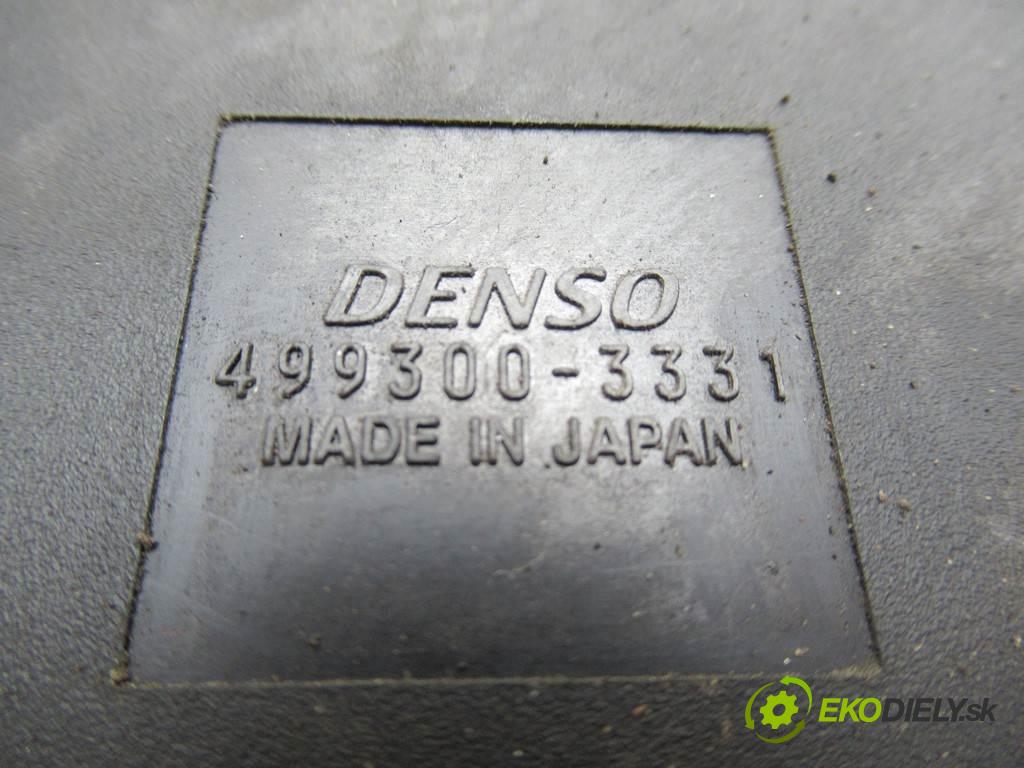 DENSO
499300-3331
MADE IN JAPAN
EKODIELY.sk